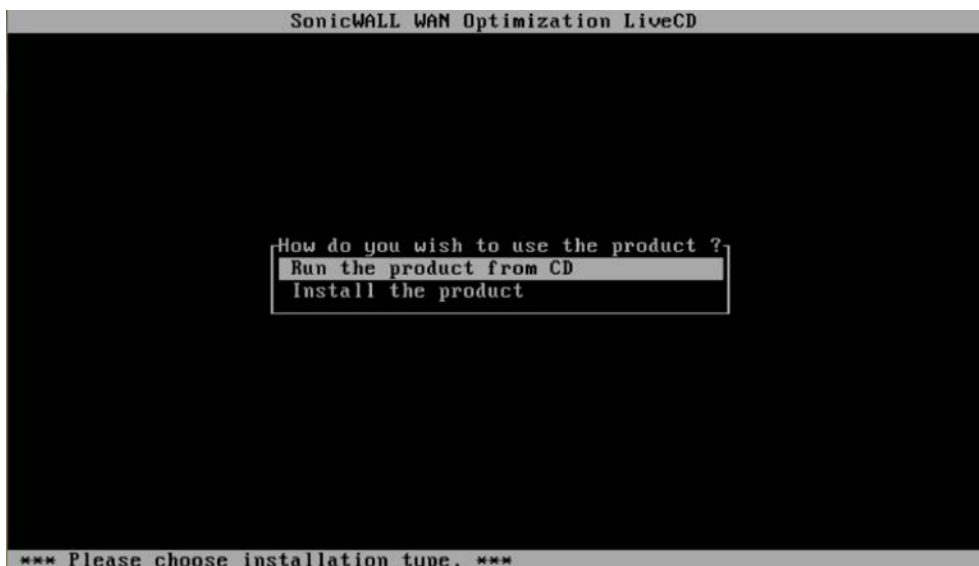 SonicWALL WAN Optimization LiveCD
How do you wish to use the product ?
Run the product from CD
Install the product
*** Please choose installation type. ***